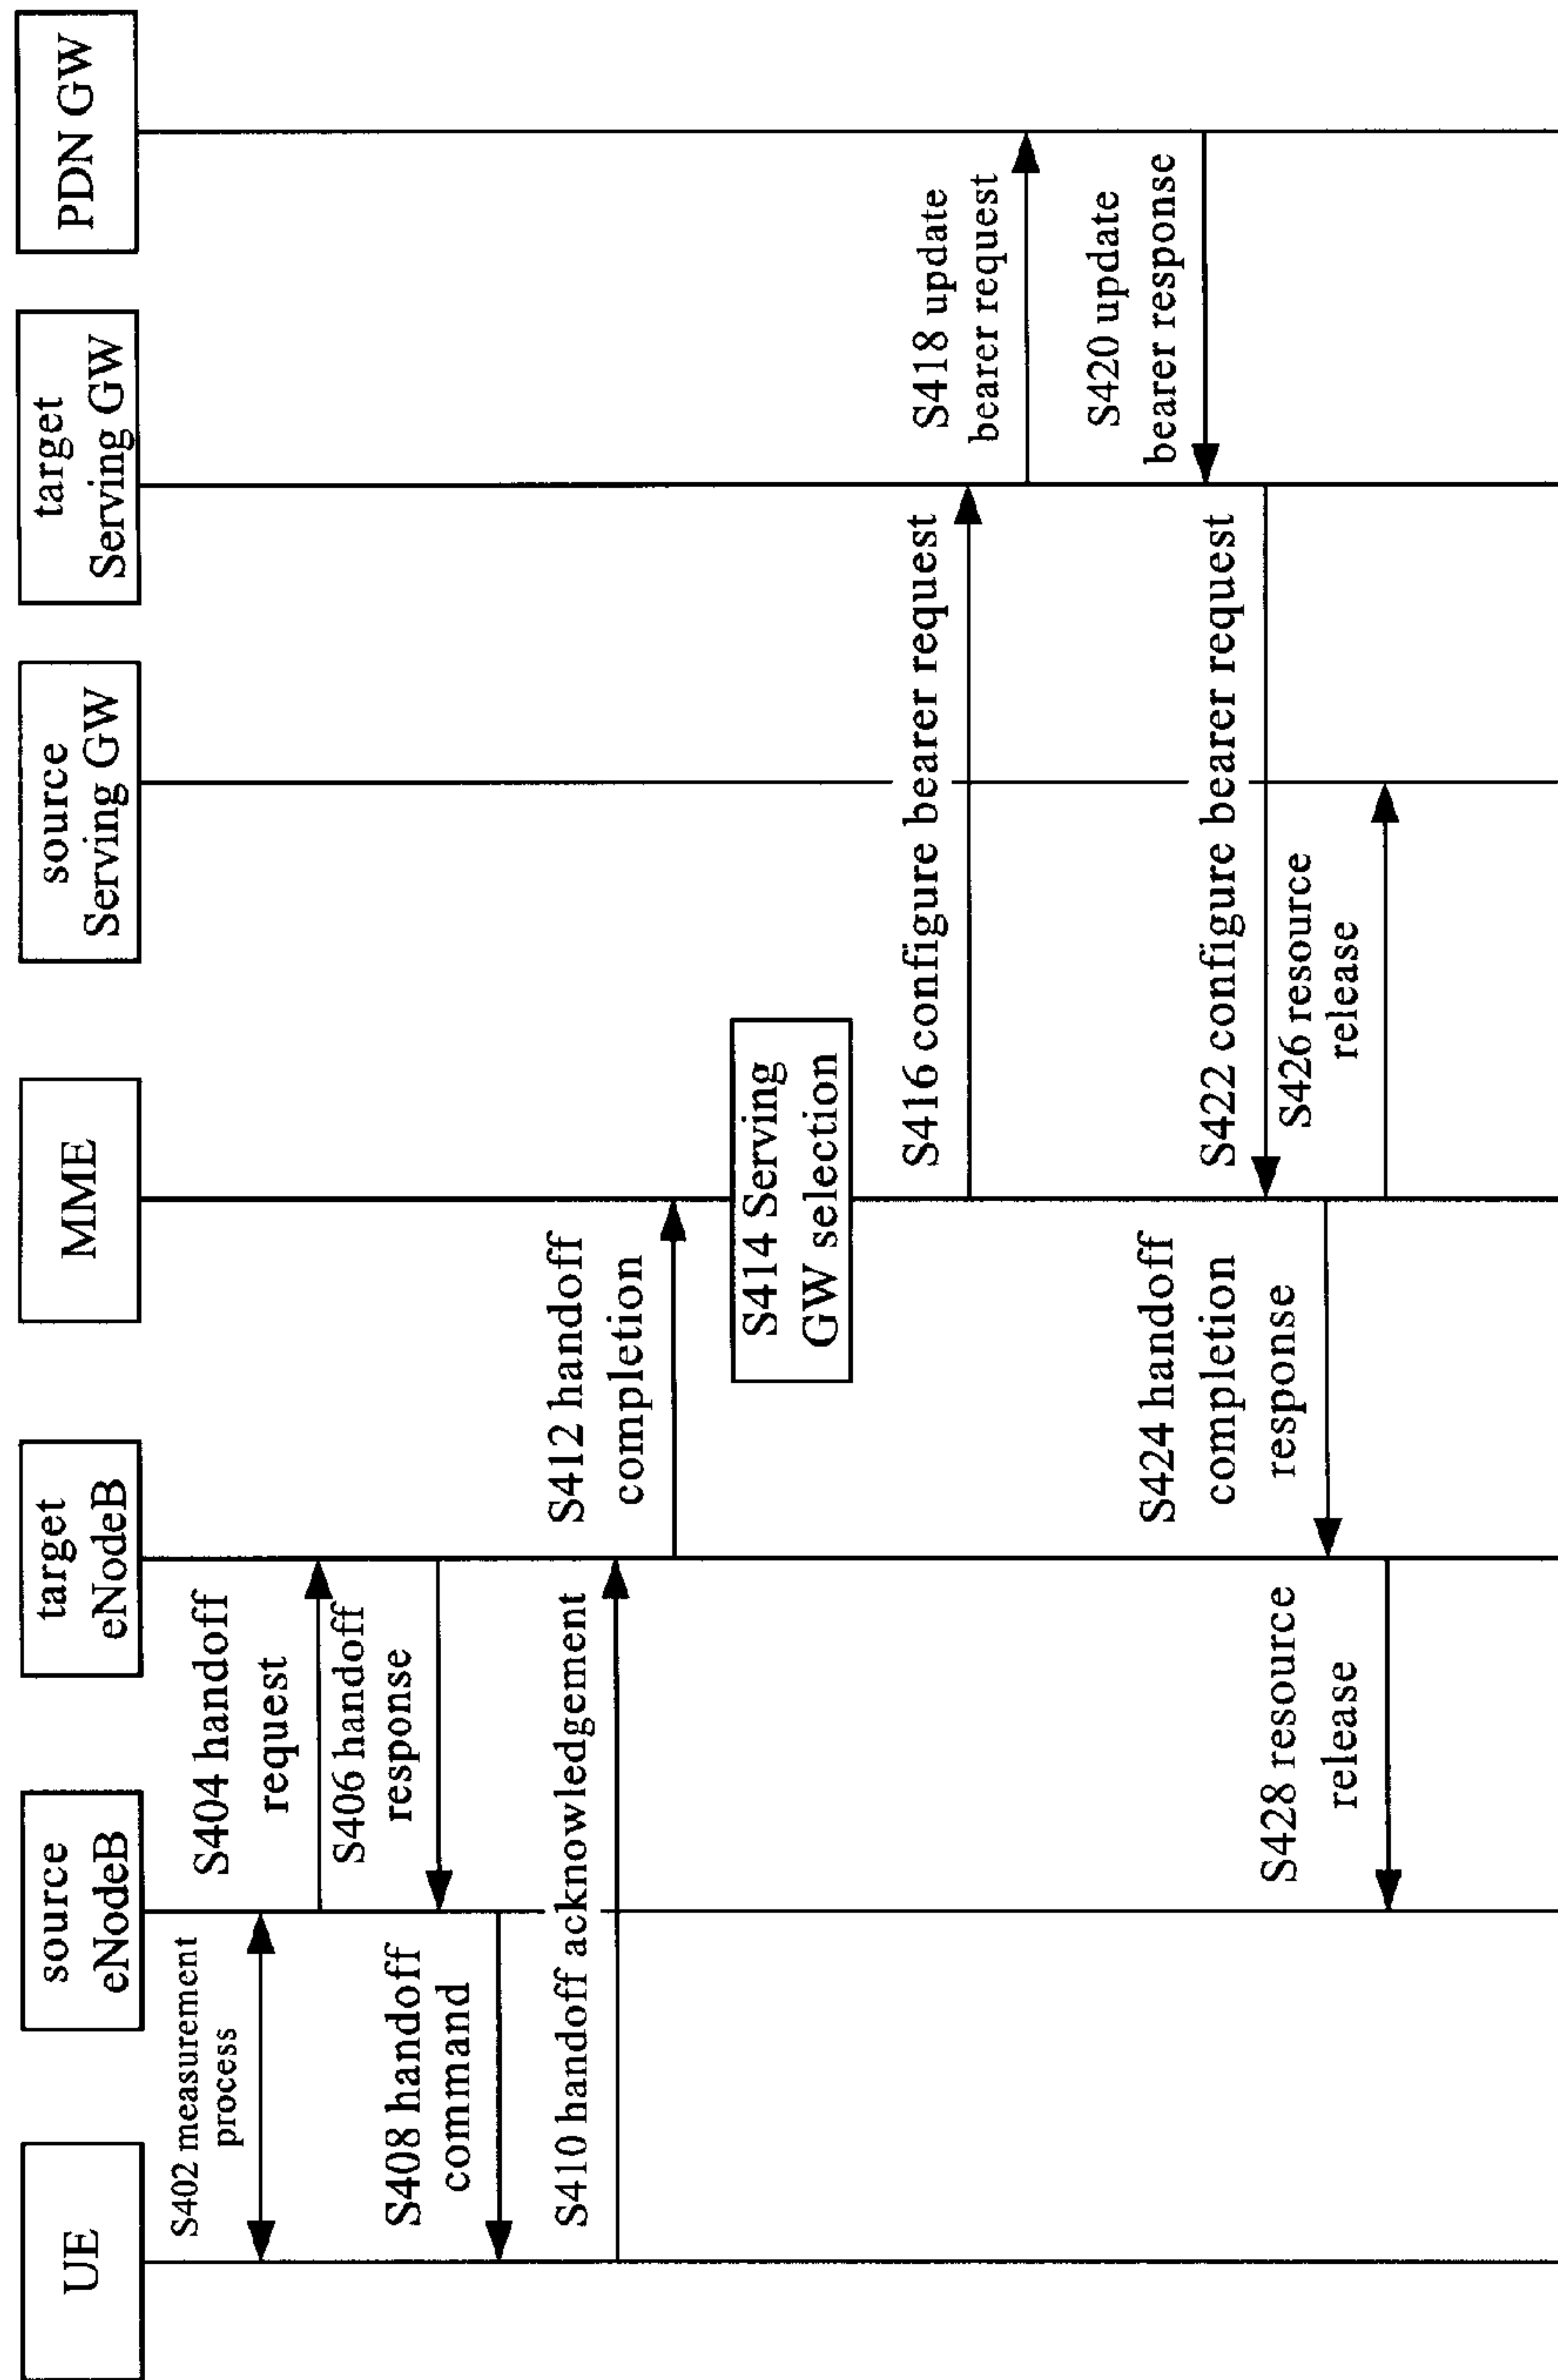 UE
source
eNodeB
target
eNodeB
MME
source
Serving GW
target
Serving GW
PDN GW
S402 measurement
process
S404 handoff
request
S406 handoff
response
S408 handoff
command
S410 handoff acknowledgement
S412 handoff
completion
S414 Serving
GW selection
S416 configure bearer request
S418 update
bearer request
S420 update
bearer response
S422 configure bearer request
S424 handoff
completion
response
S426 resource
release
S428 resource
release